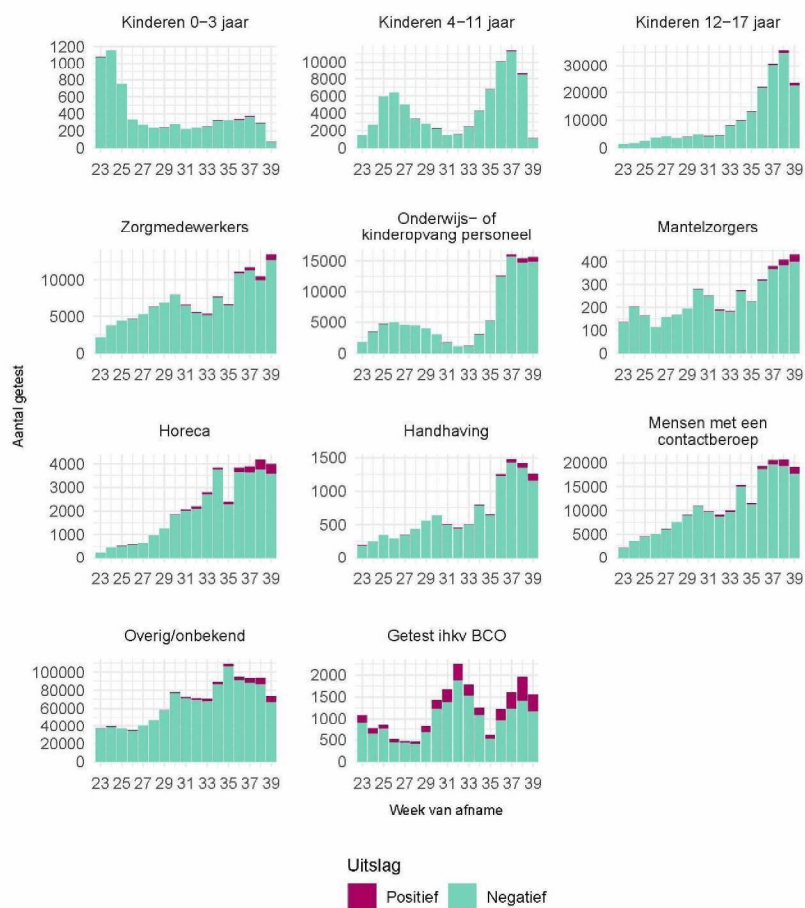 Kinderen 0−3 jaar
1200
1000
800
600
400
200
0
23 25 27 29 31 33 35 37 39
Kinderen 4−11 jaar
10000
8000
6000
4000
2000
0
23 25 27 29 31 33 35 37 39
Kinderen 12−17 jaar
30000
20000
10000
0
23 25 27 29 31 33 35 37 39
Zorgmedewerkers
10000
5000
0
23 25 27 29 31 33 35 37 39
Onderwijs− of
kinderopvang personeel
15000
10000
5000
0
23 25 27 29 31 33 35 37 39
Mantelzorgers
400
300
200
100
0
23 25 27 29 31 33 35 37 39
Aantal getest
Horeca
4000
3000
2000
1000
0
23 25 27 29 31 33 35 37 39
Handhaving
1500
1000
500
0
23 25 27 29 31 33 35 37 39
Mensen met een
contactberoep
20000
15000
10000
5000
0
23 25 27 29 31 33 35 37 39
Overig/onbekend
100000
80000
60000
40000
20000
0
23 25 27 29 31 33 35 37 39
Getest ihkv BCO
2000
1500
1000
500
0
23 25 27 29 31 33 35 37 39
Week van afname
Uitslag
Positief Negatief